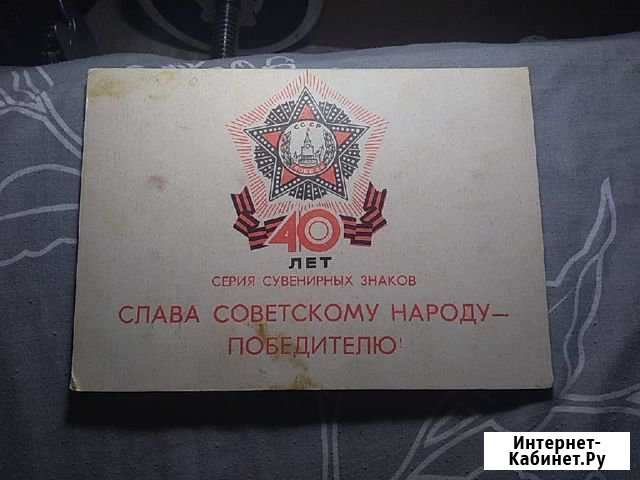 СССР
ПОБЕДА
40
ЛЕТ
СЕРИЯ СУВЕНИРНЫХ ЗНАКОВ
СЛАВА СОВЕТСКОМУ НАРОДУ—
ПОБЕДИТЕЛЮ!
Интернет-
Кабинет.Ру